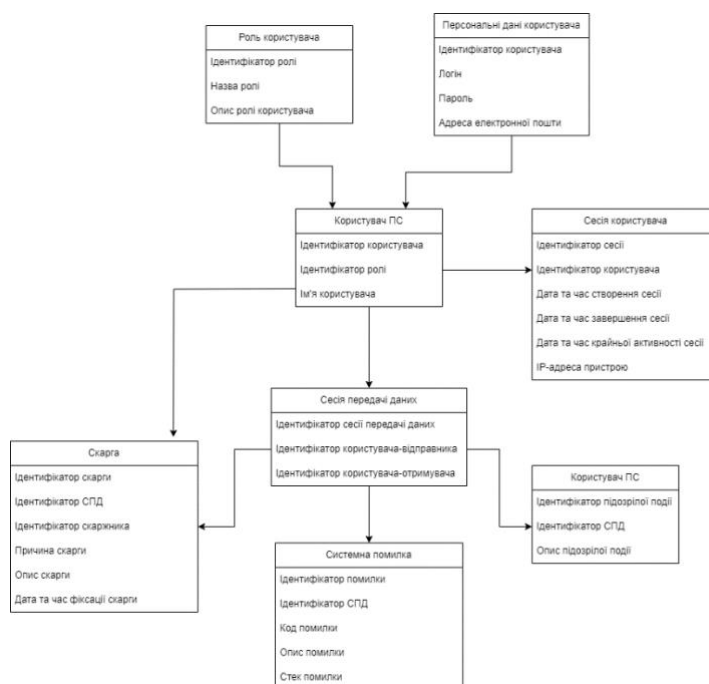 Роль користувача
Ідентифікатор ролі
Назва ролі
Опис ролі користувача
Персональні дані користувача
Ідентифікатор користувача
Логін
Пароль
Адреса електронної пошти
Користувач ПС
Ідентифікатор користувача
Ідентифікатор ролі
Ім'я користувача
Сесія користувача
Ідентифікатор сесії
Ідентифікатор користувача
Дата та час створення сесії
Дата та час завершення сесії
Дата та час крайньої активності сесії
IP-адреса пристрою
Сесія передачі даних
Ідентифікатор сесії передачі даних
Ідентифікатор користувача-відправника
Ідентифікатор користувача-отримувача
Скарга
Ідентифікатор скарги
Ідентифікатор СПД
Ідентифікатор скаржника
Причина скарги
Опис скарги
Дата та час фіксації скарги
Користувач ПС
Ідентифікатор підозрілої події
Ідентифікатор СПД
Опис підозрілої події
Системна помилка
Ідентифікатор помилки
Ідентифікатор СПД
Код помилки
Опис помилки
Стек помилки